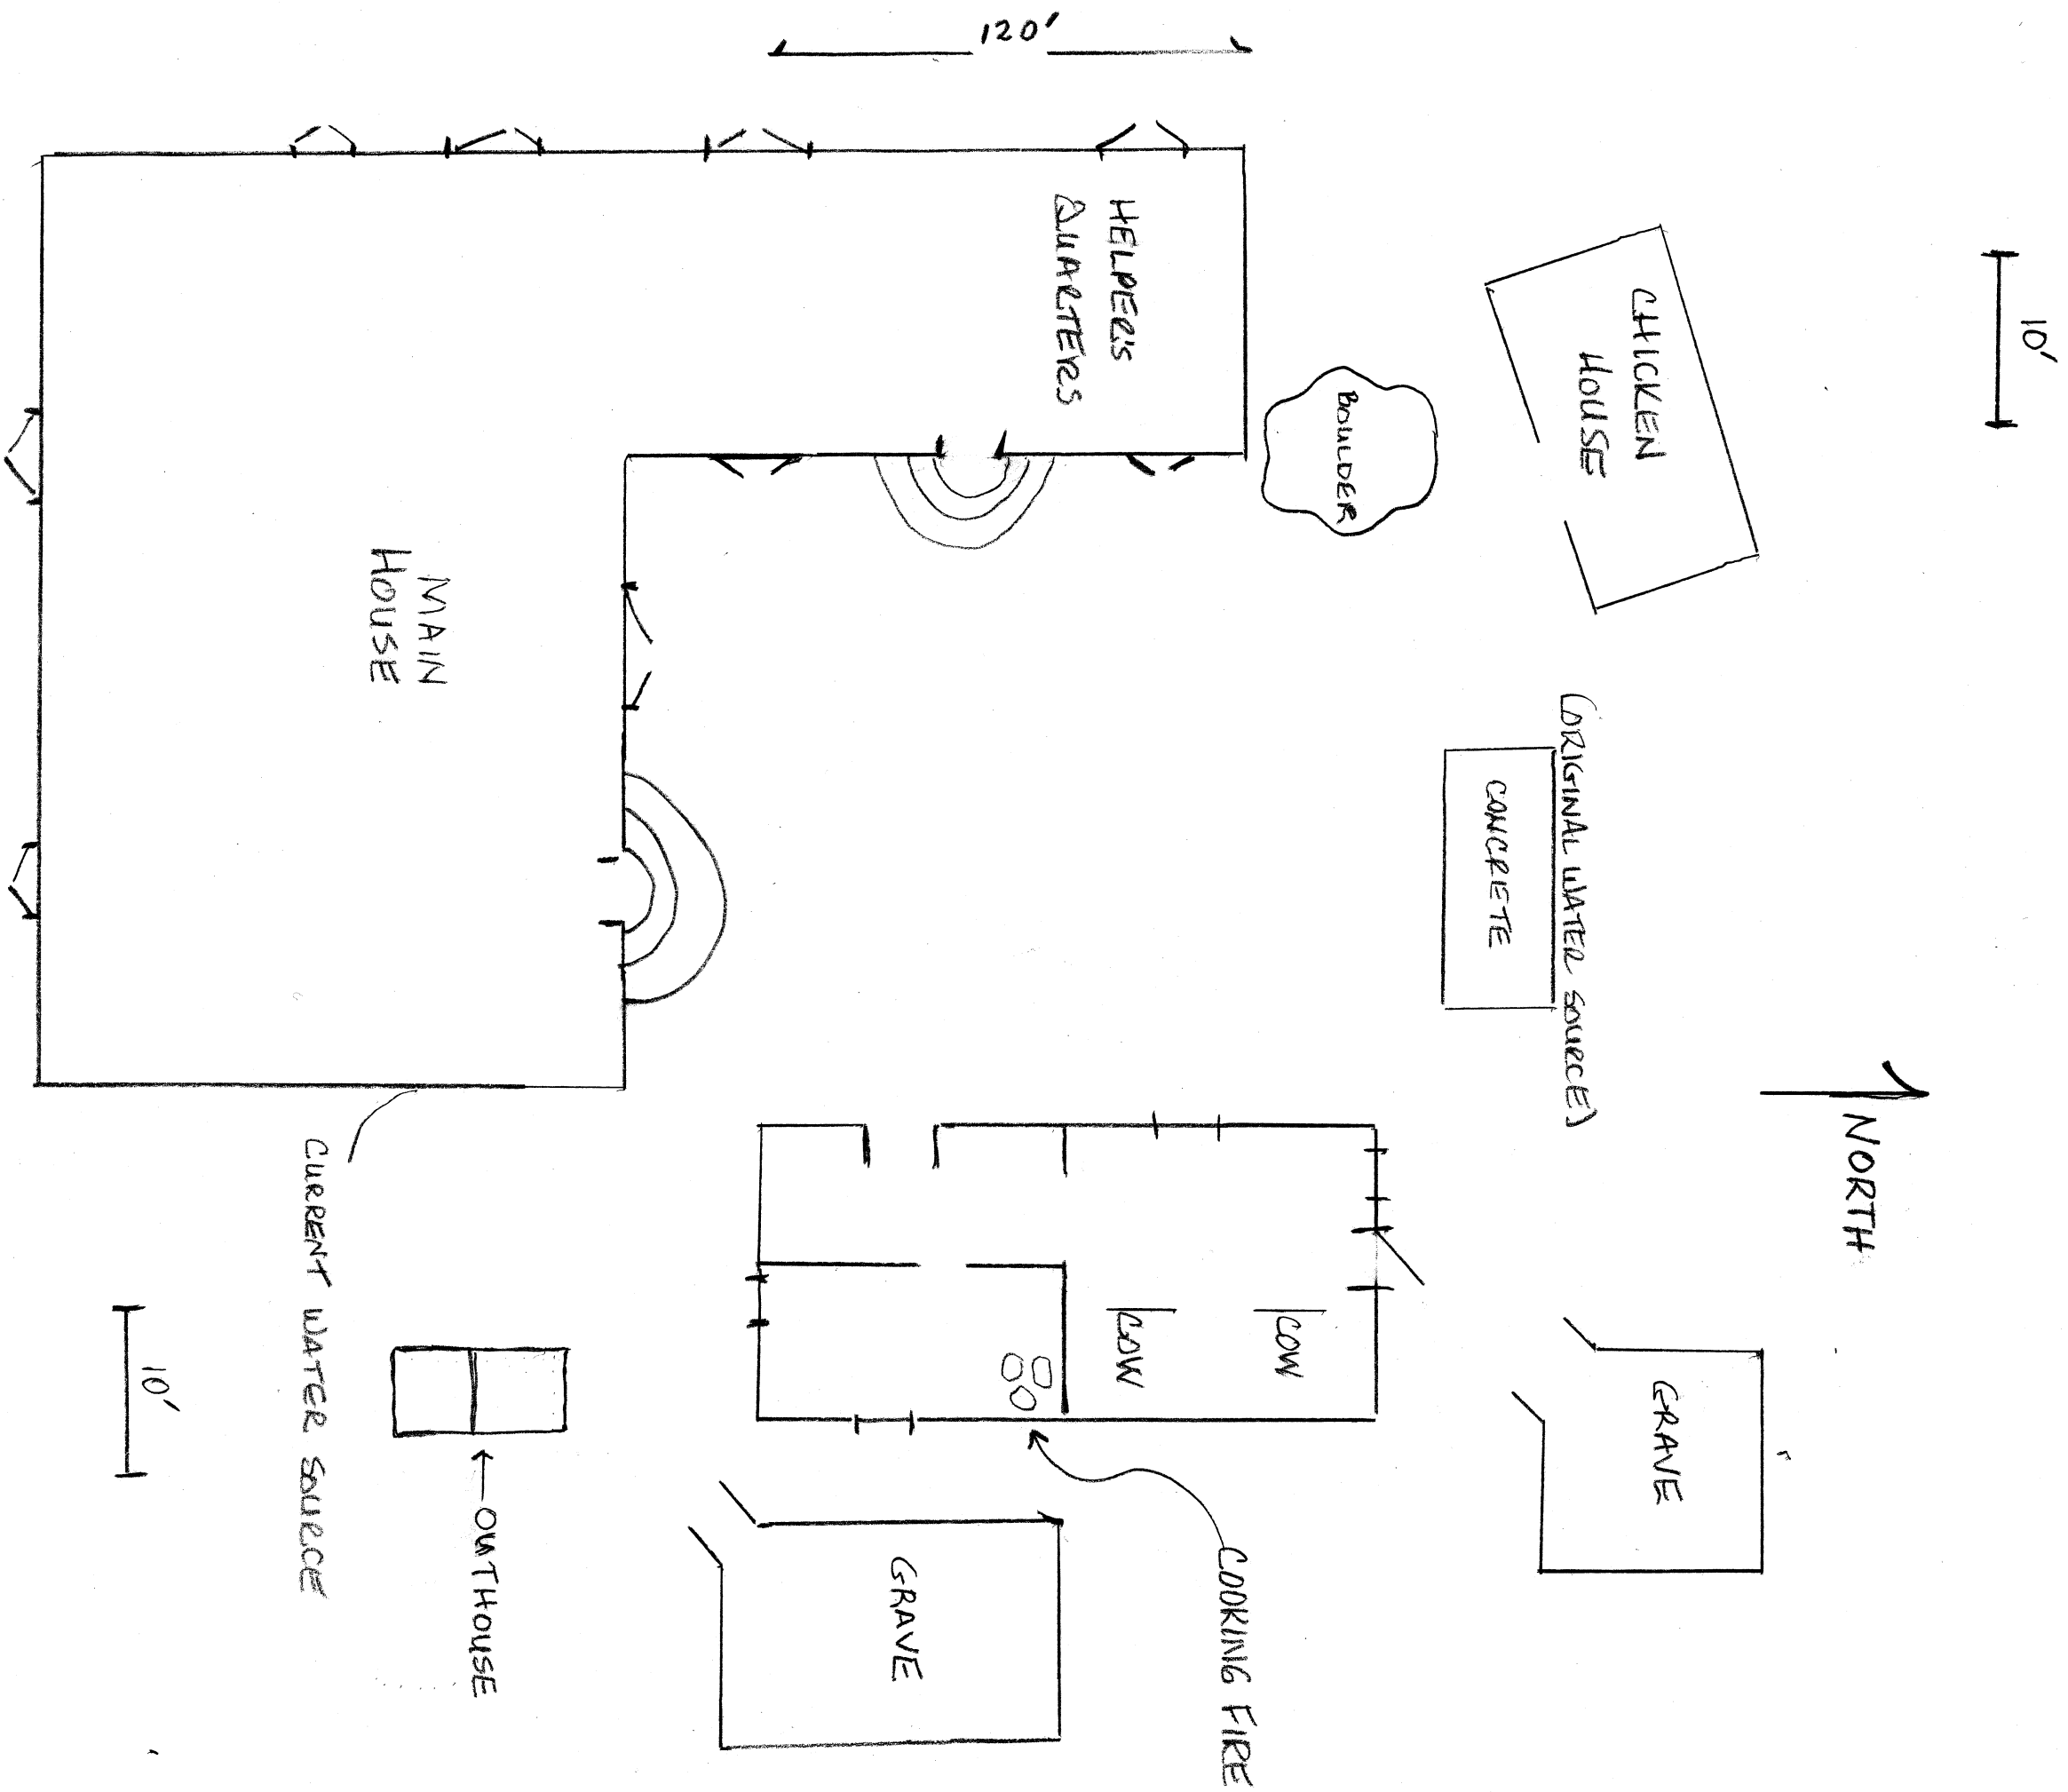 120'
10'
HELPER'S
QUARTERS
CHICKEN
HOUSE
BOULDER
MAIN
HOUSE
(ORIGINAL WATER SOURCE)
CONCRETE
NORTH
CURRENT WATER SOURCE
10'
COW
COW
GRAVE
GRAVE
OUTHOUSE
COOKING FIRE